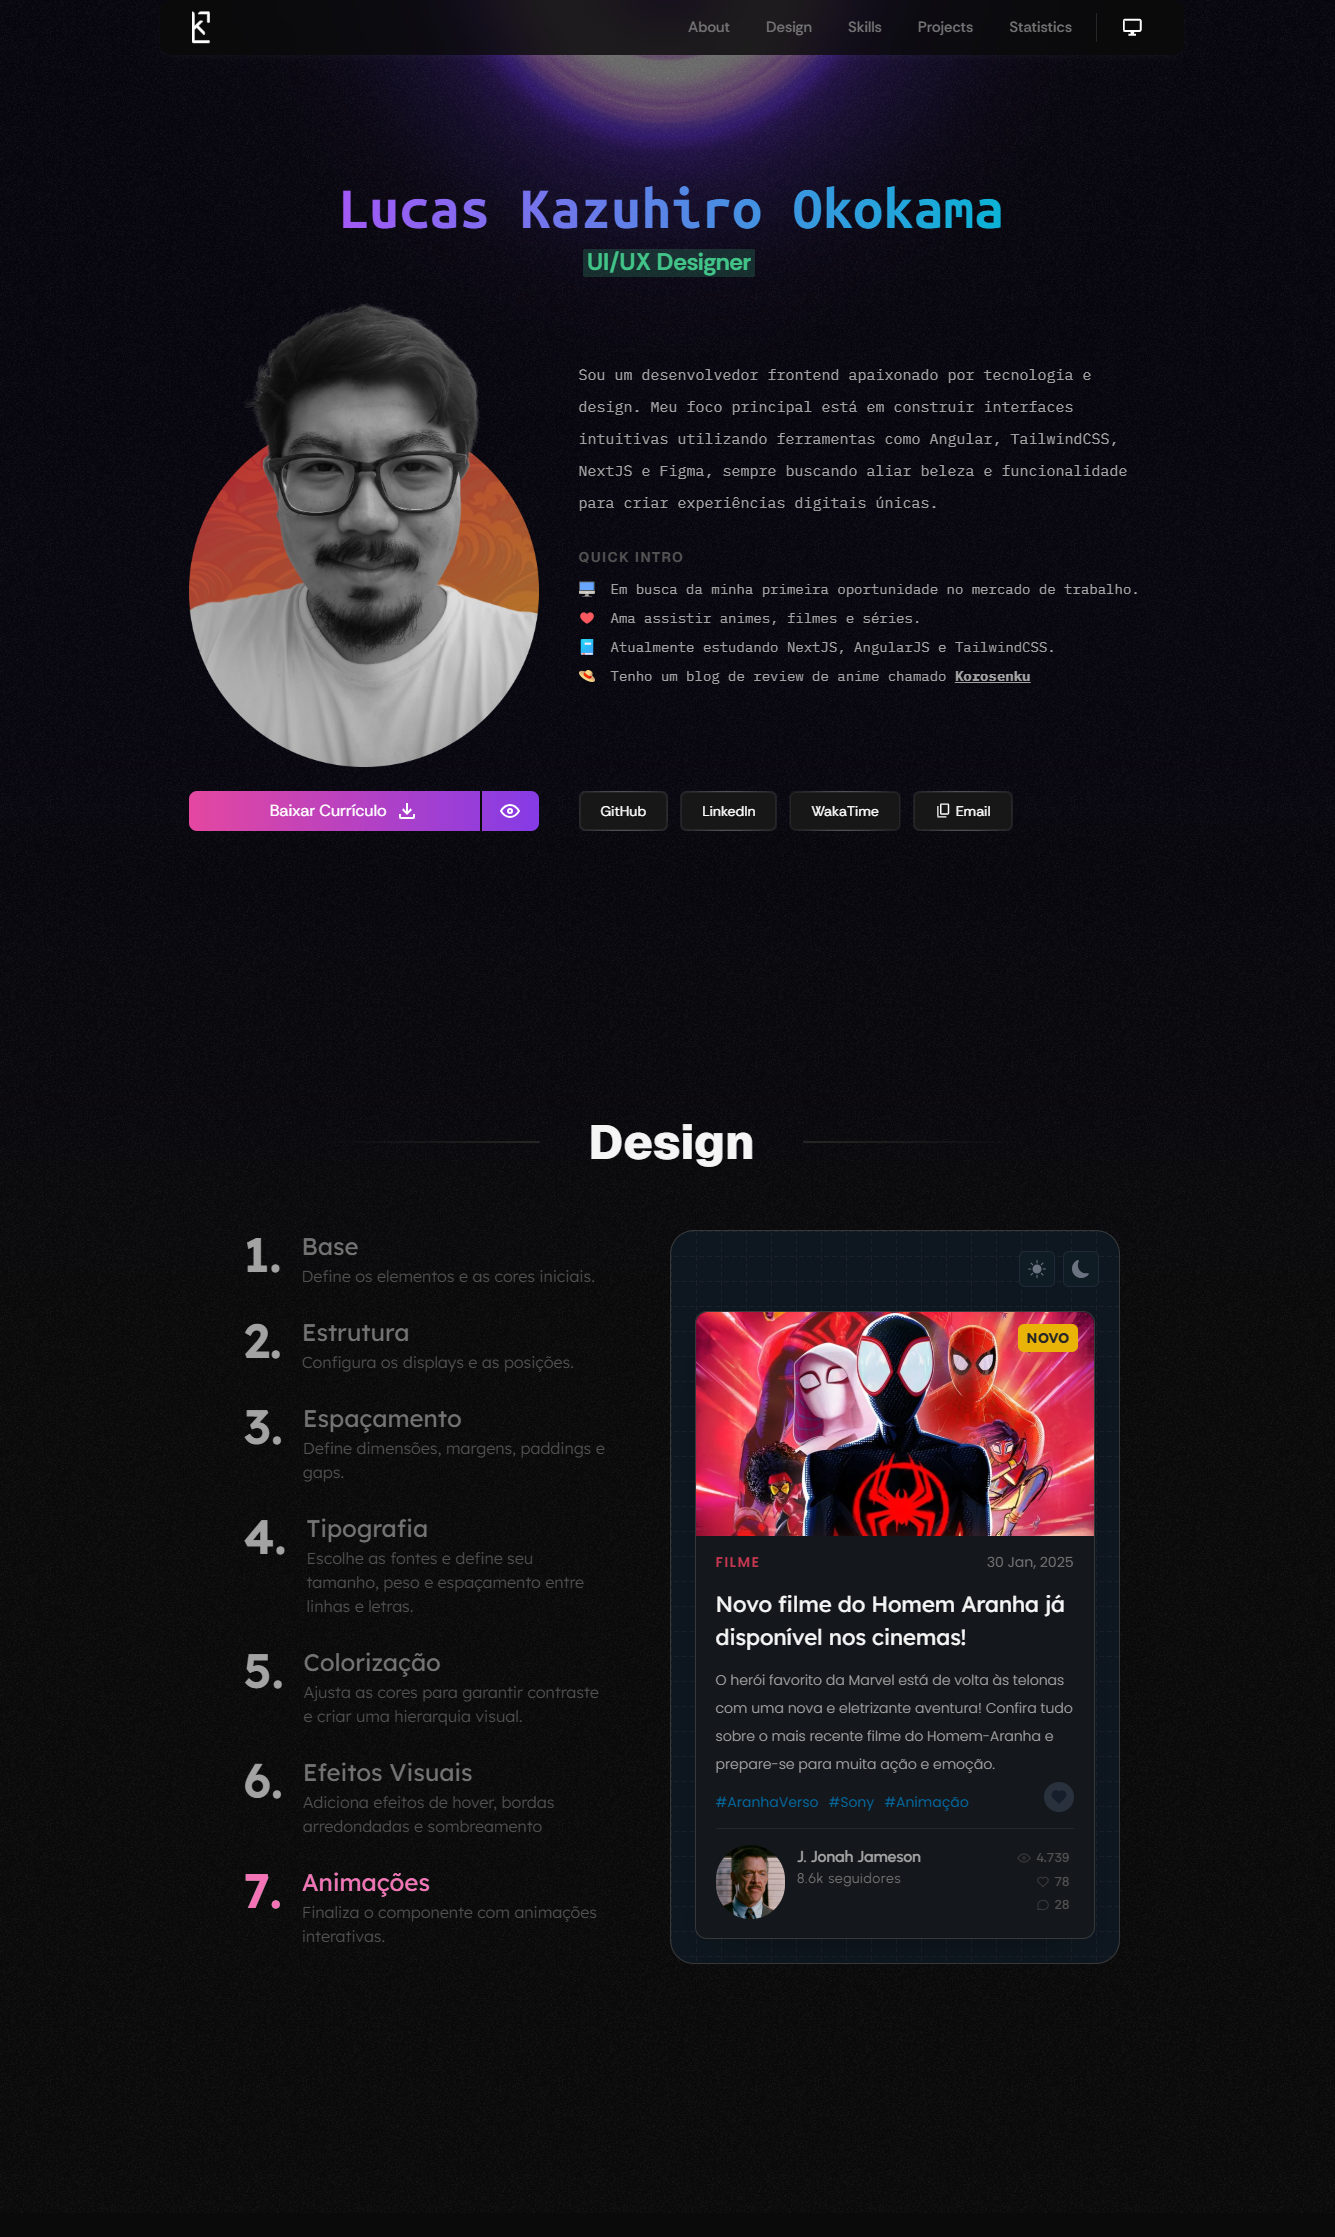 About Design Skills Projects Statistics
Lucas Kazuhiro Okokama
UI/UX Designer
Sou um desenvolvedor frontend apaixonado por tecnologia e
design. Meu foco principal está em construir interfaces
intuitivas utilizando ferramentas como Angular, TailwindCSS,
NextJS e Figma, sempre buscando aliar beleza e funcionalidade
para criar experiências digitais únicas.
QUICK INTRO
Em busca da minha primeira oportunidade no mercado de trabalho.
Ama assistir animes, filmes e séries.
Atualmente estudando NextJS, AngularJS e TailwindCSS.
Tenho um blog de review de anime chamado Korosenku
Baixar Currículo
GitHub LinkedIn WakaTime Email
Design
1. Base
Define os elementos e as cores iniciais.
2. Estrutura
Configura os displays e as posições.
3. Espaçamento
Define dimensões, margens, paddings e
gaps.
4. Tipografia
Escolhe as fontes e define seu
tamanho, peso e espaçamento entre
linhas e letras.
5. Colorização
Ajusta as cores para garantir contraste
e criar uma hierarquia visual.
6. Efeitos Visuais
Adiciona efeitos de hover, bordas
arredondadas e sombreamento
7. Animações
Finaliza o componente com animações
interativas.
NOVO
FILME 30 Jan, 2025
Novo filme do Homem Aranha já
disponível nos cinemas!
O herói favorito da Marvel está de volta às telonas
com uma nova e eletrizante aventura! Confira tudo
sobre o mais recente filme do Homem-Aranha e
prepare-se para muita ação e emoção.
#AranhaVerso #Sony #Animação
J. Jonah Jameson
8.6k seguidores
4.739
78
28